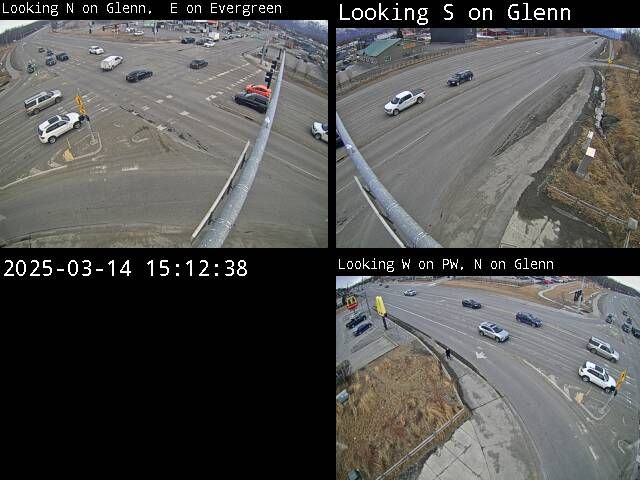 Looking N on Glenn,  E on Evergreen
Looking S on Glenn
2025-03-14 15:12:38
Looking W on PW, N on Glenn